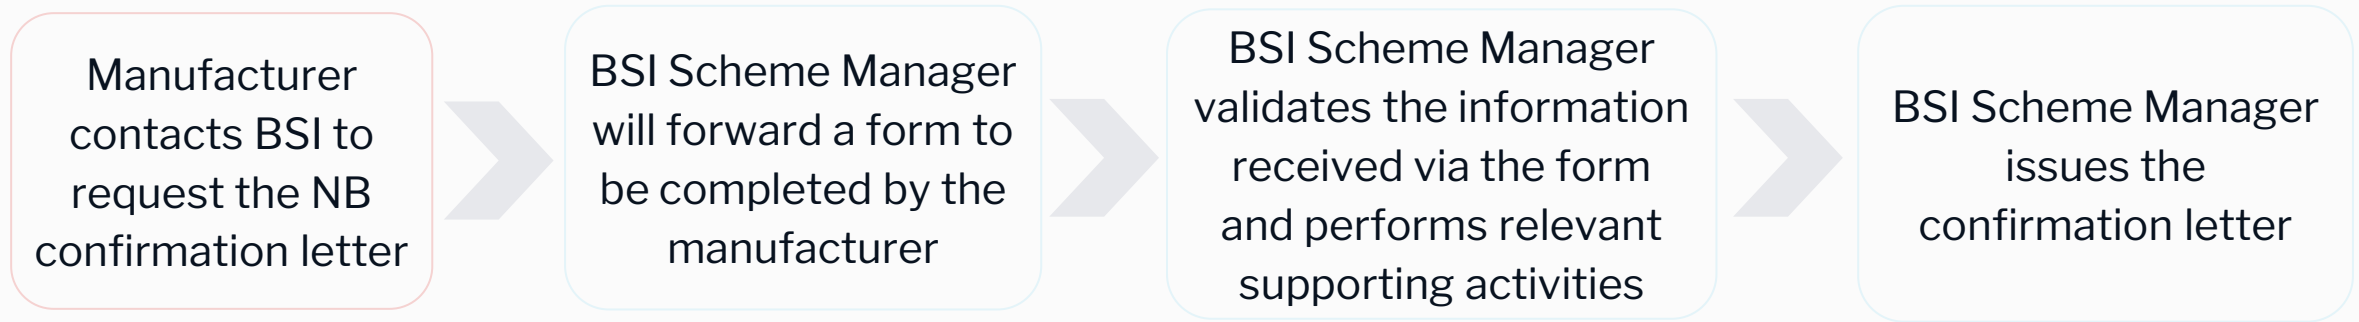 Manufacturer
contacts BSI to
request the NB
confirmation letter
BSI Scheme Manager
will forward a form to
be completed by the
manufacturer
BSI Scheme Manager
validates the information
received via the form
and performs relevant
supporting activities
BSI Scheme Manager
issues the
confirmation letter